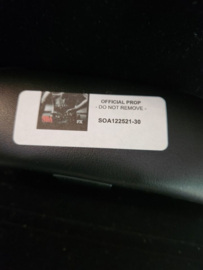 OFFICIAL PROP
- DO NOT REMOVE -
SOA122521-30